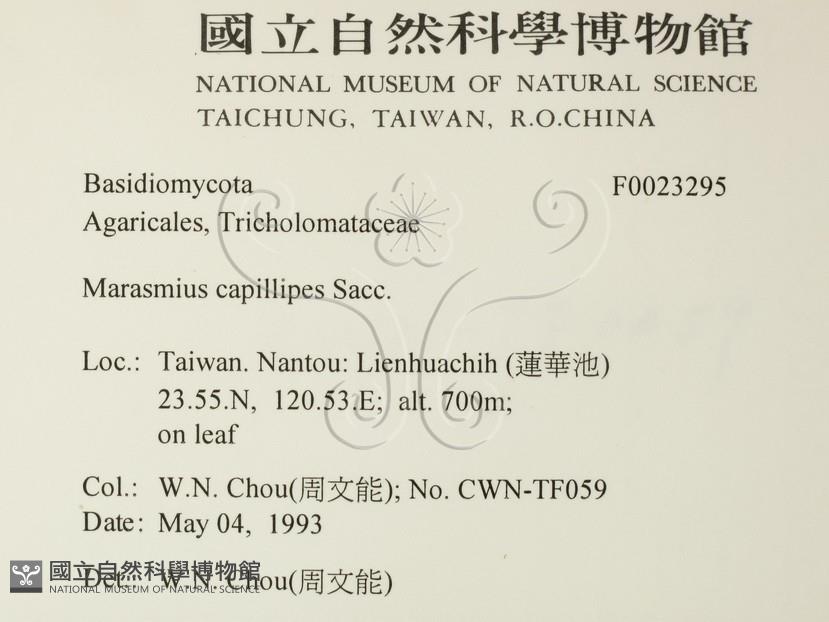 國立自然科學博物館
NATIONAL MUSEUM OF NATURAL SCIENCE
TAICHUNG, TAIWAN, R.O.CHINA
Basidiomycota F0023295
Agaricales, Tricholomataceae
Marasmius capillipes Sacc.
Loc.: Taiwan. Nantou: Lienhuachih (蓮華池)
23.55.N, 120.53.E; alt. 700m;
on leaf
Col.: W.N. Chou(周文能); No. CWN-TF059
Date: May 04, 1993
Det.: W.N. Chou(周文能)
國立自然科學博物館
NATIONAL MUSEUM OF NATURAL SCIENCE